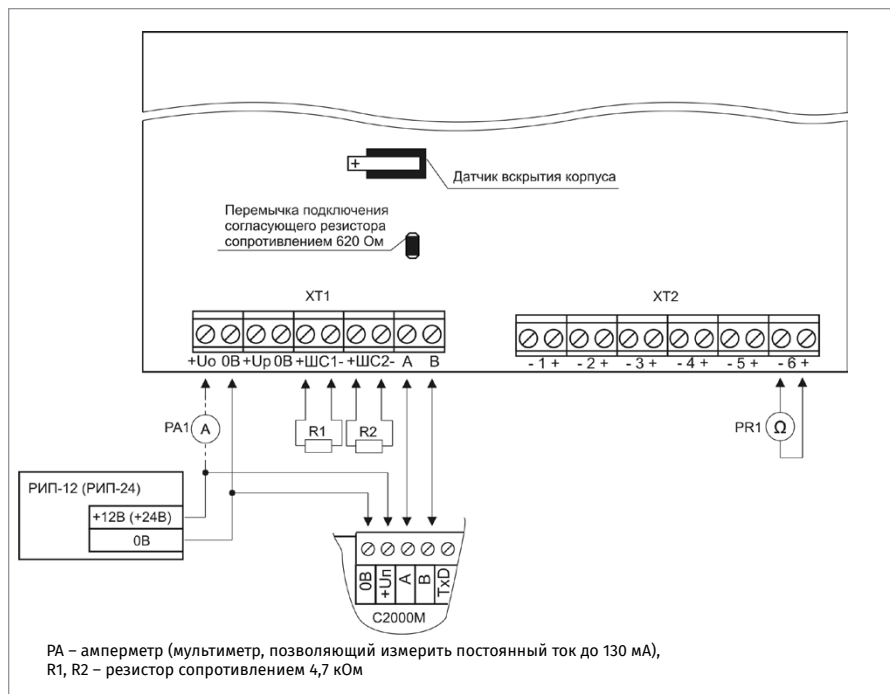 Датчик вскрытия корпуса
Перемычка подключения
согласующего резистора
сопротивлением 620 Ом
XT1
XT2
+Uo 0В +Up 0В +ШС1- +ШС2- А В
- 1 + - 2 + - 3 + - 4 + - 5 + - 6 +
РА1 А
R1
R2
PR1 Ω
РИП-12 (РИП-24)
+12В (+24В)
0В
0В +Uп А В TxD
С2000М
РА – амперметр (мультиметр, позволяющий измерить постоянный ток до 130 мА),
R1, R2 – резистор сопротивлением 4,7 кОм